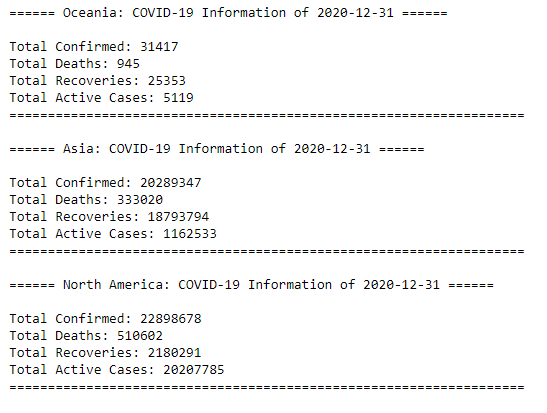 ====== Oceania: COVID-19 Information of 2020-12-31 ======
Total Confirmed: 31417
Total Deaths: 945
Total Recoveries: 25353
Total Active Cases: 5119
===================================================================
====== Asia: COVID-19 Information of 2020-12-31 ======
Total Confirmed: 20289347
Total Deaths: 333020
Total Recoveries: 18793794
Total Active Cases: 1162533
===================================================================
====== North America: COVID-19 Information of 2020-12-31 ======
Total Confirmed: 22898678
Total Deaths: 510602
Total Recoveries: 2180291
Total Active Cases: 20207785
===================================================================